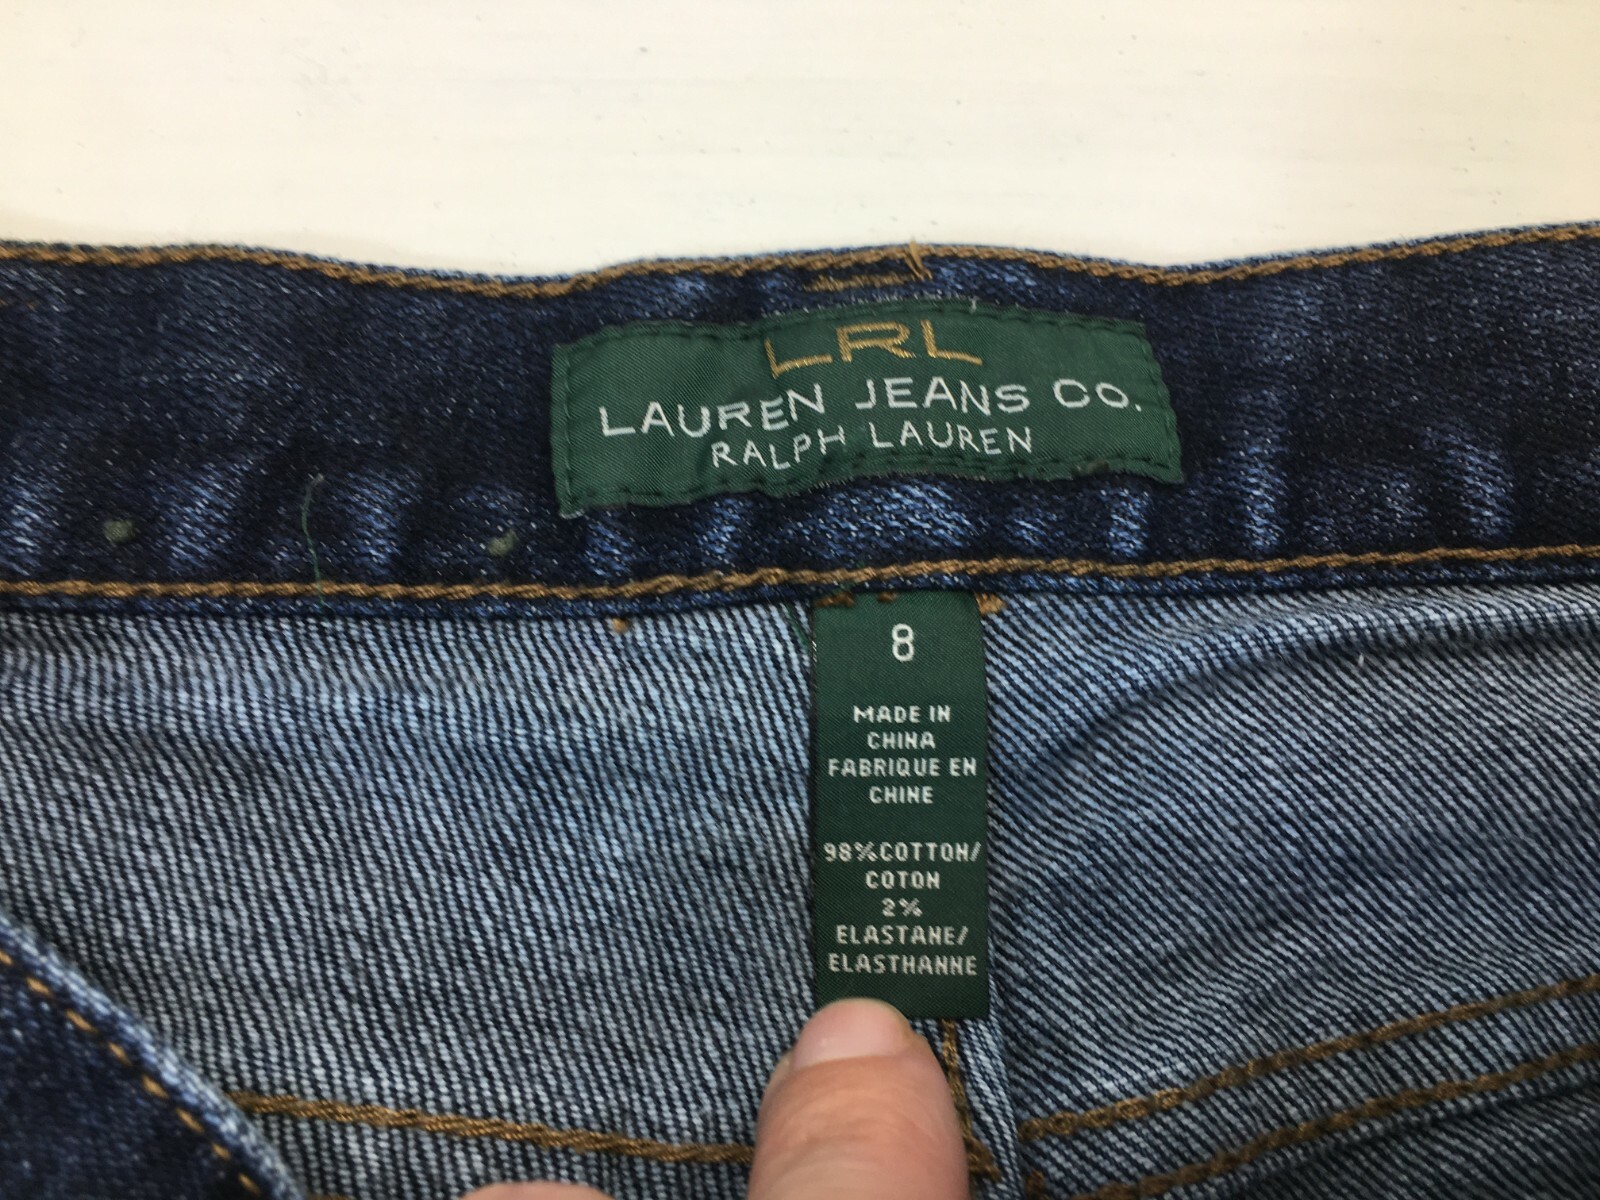 LRL
LAUREN JEANS CO.
RALPH LAUREN
8
MADE IN
CHINA
FABRIQUE EN
CHINE
98%COTTON/
COTON
2%
ELASTANE/
ELASTHANNE